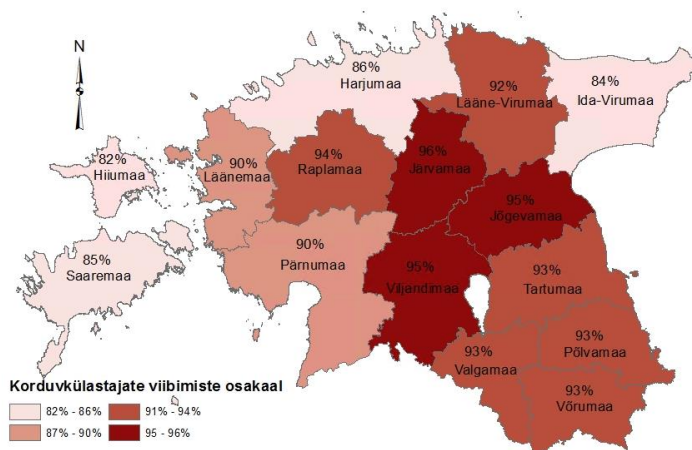 N
86%
Harjumaa
92%
Lääne-Virumaa
84%
Ida-Virumaa
82%
Hiiumaa
90%
Läänemaa
94%
Raplamaa
96%
Järvamaa
95%
Jõgevamaa
85%
Saaremaa
90%
Pärnumaa
95%
Viljandimaa
93%
Tartumaa
93%
Valgamaa
93%
Põlvamaa
93%
Võrumaa
Korduvkülastajate viibimiste osakaal
82% - 86%
91% - 94%
87% - 90%
95 - 96%